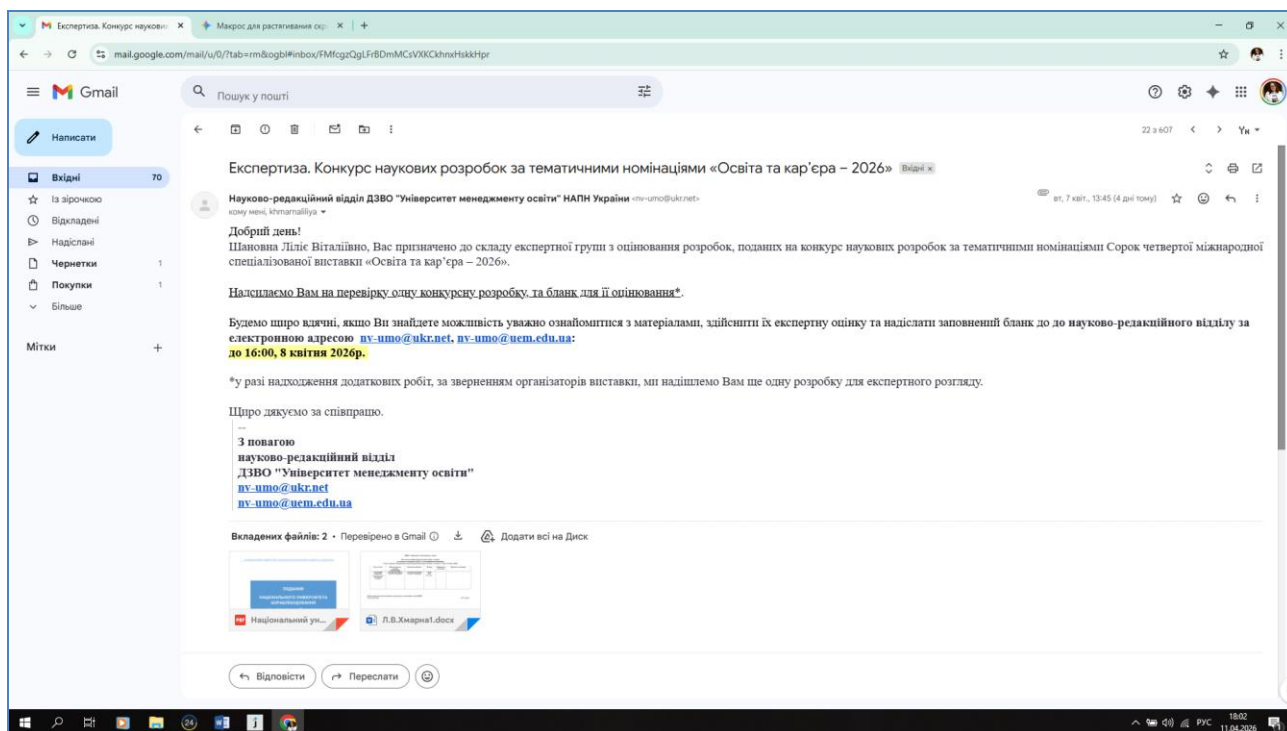 Експертиза. Конкурс науков
Макрос для растягивания скр
mail.google.com/mail/u/0/?tab=rm&ogbl#inbox/FMfcgzQgLFrBDmMCsVXKCkhnxHskkHpr
Gmail
Пошук у пошті
Написати
22 з 607
Вхідні 70
Із зірочкою
Відкладені
Надіслані
Чернетки 1
Покупки 1
Більше
Мітки
Експертиза. Конкурс наукових розробок за тематичними номінаціями «Освіта та кар’єра – 2026» Вхідні ×
Науково-редакційний відділ ДЗВО "Університет менеджменту освіти" НАПН України <nv-umo@ukr.net>
вт, 7 квіт., 13:45 (4 дні тому)
кому мені, khmarnaliliya
Добрий день!
Шановна Ліліє Віталіївно, Вас призначено до складу експертної групи з оцінювання розробок, поданих на конкурс наукових розробок за тематичними номінаціями Сорок четвертої міжнародної
спеціалізованої виставки «Освіта та кар’єра – 2026».
Надсилаємо Вам на перевірку одну конкурсну розробку, та бланк для її оцінювання*.
Будемо щиро вдячні, якщо Ви знайдете можливість уважно ознайомитися з матеріалами, здійснити їх експертну оцінку та надіслати заповнений бланк до до науково-редакційного відділу за
електронною адресою nv-umo@ukr.net, nv-umo@uem.edu.ua:
до 16:00, 8 квітня 2026р.
*у разі надходження додаткових робіт, за зверненням організаторів виставки, ми надішлемо Вам ще одну розробку для експертного розгляду.
Щиро дякуємо за співпрацю.
--
З повагою
науково-редакційний відділ
ДЗВО "Університет менеджменту освіти"
nv-umo@ukr.net
nv-umo@uem.edu.ua
Вкладених файлів: 2 • Перевірено в Gmail
Додати всі на Диск
PDF Національний ун...
Л.В.Хмарна1.docx
Відповісти
Переслати
24
РУС
18:02
11.04.2026